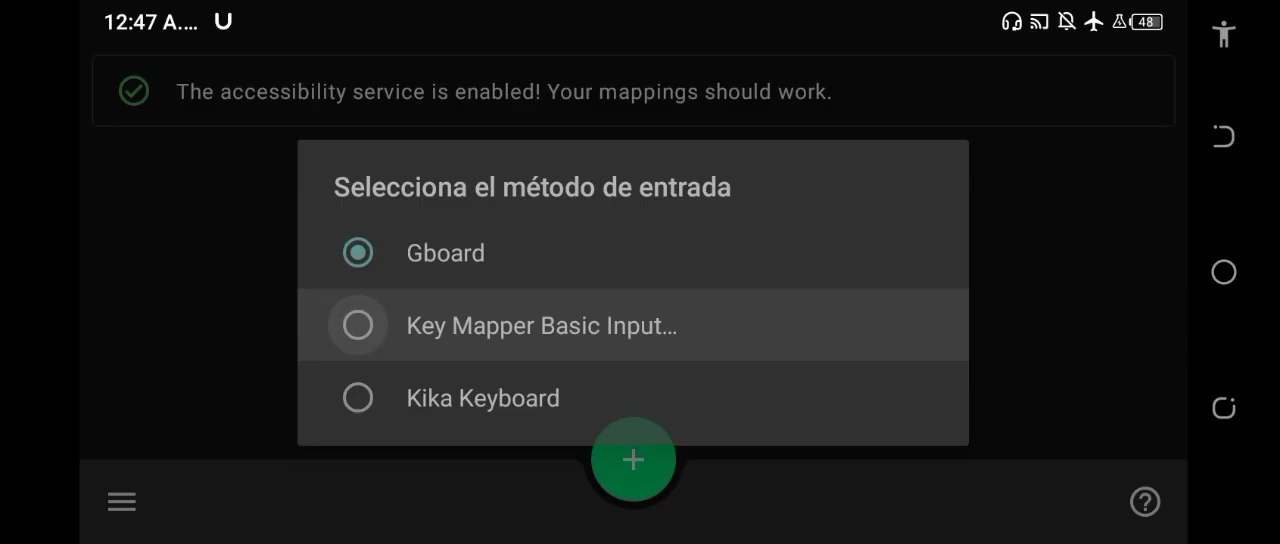 12:47 A.... U
48
The accessibility service is enabled! Your mappings should work.
Selecciona el método de entrada
Gboard
Key Mapper Basic Input...
Kika Keyboard